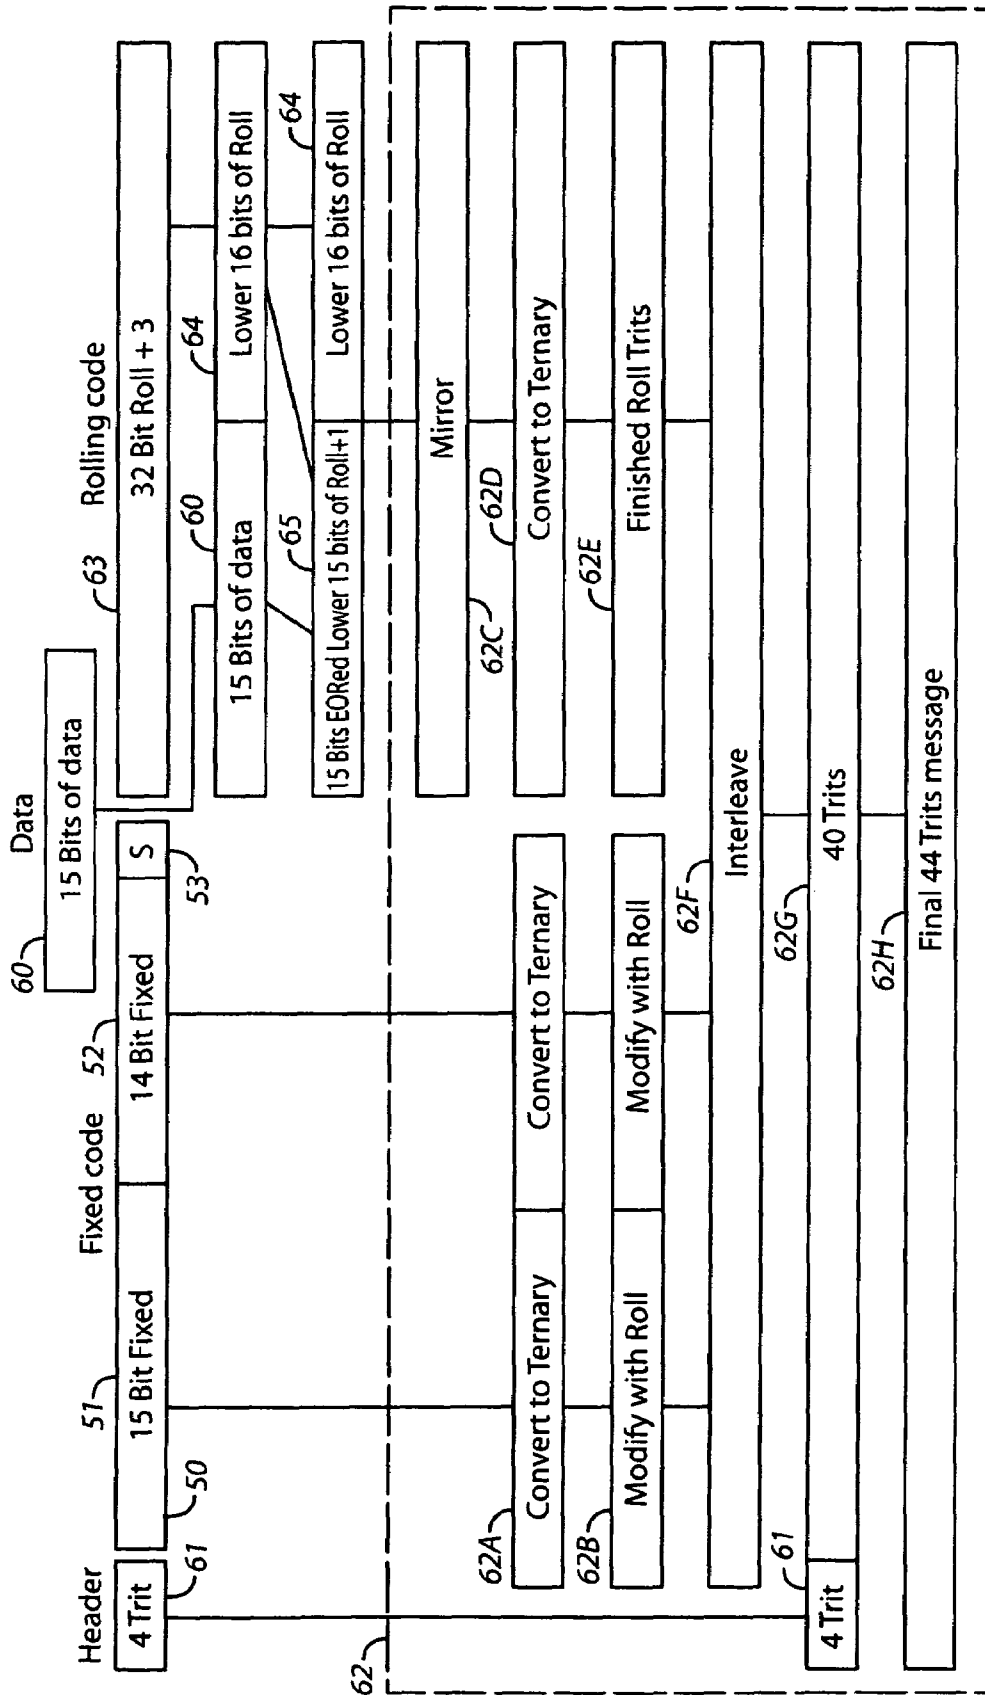 Header
Fixed code
Data
Rolling code
60
15 Bits of data
51
52
63
4 Trit
61
15 Bit Fixed
50
14 Bit Fixed
S
53
32 Bit Roll + 3
60
64
15 Bits of data
Lower 16 bits of Roll
65
64
15 Bits EORed Lower 15 bits of Roll+1
Lower 16 bits of Roll
62
Mirror
62C
62A
Convert to Ternary
Convert to Ternary
62D
Convert to Ternary
62B
Modify with Roll
Modify with Roll
62E
Finished Roll Trits
62F
Interleave
61
62G
4 Trit
40 Trits
62H
Final 44 Trits message